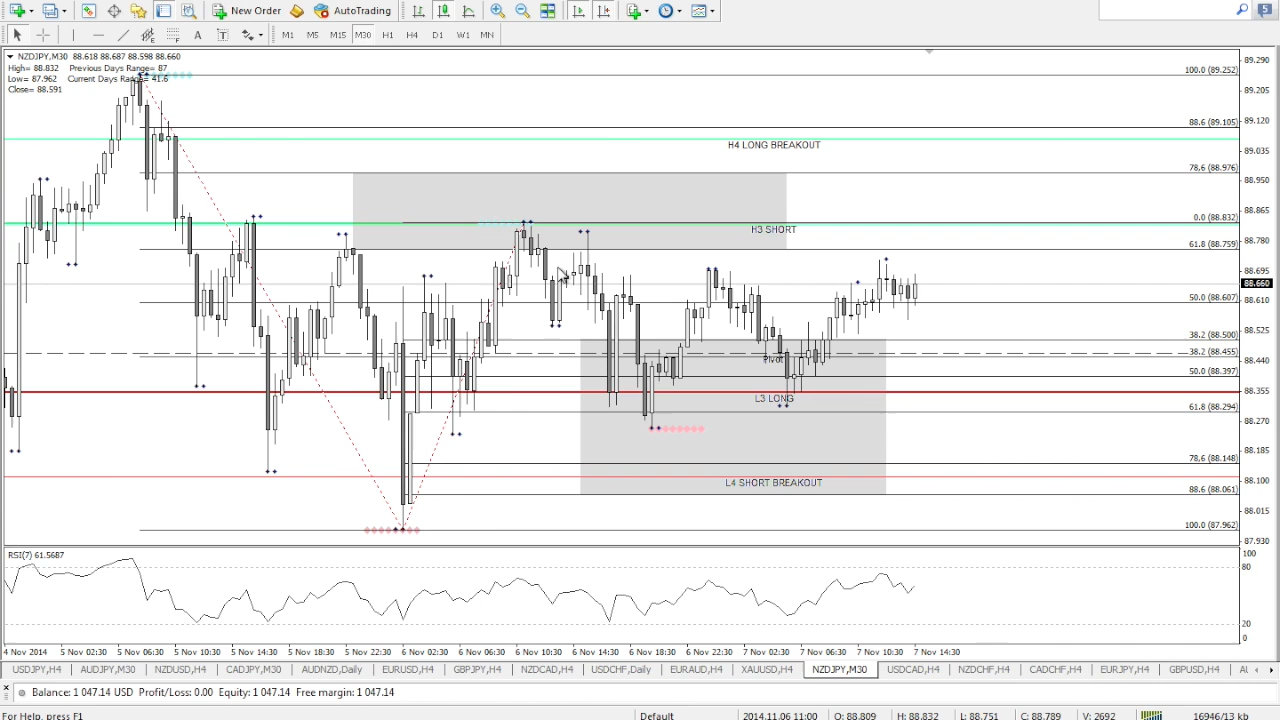 New Order
AutoTrading
5
A
T
M1 M5 M15 M30 H1 H4 D1 W1 MN
NZDJPY,M30 88.618 88.687 88.598 88.660
High= 88.832 Previous Days Range= 87
Low= 87.962 Current Days Range= 41.6
Close= 88.591
100.0 (89.252)
88.6 (89.105)
H4 LONG BREAKOUT
78.6 (88.976)
0.0 (88.832)
H3 SHORT
61.8 (88.759)
50.0 (88.607)
38.2 (88.500)
38.2 (88.455)
Pivot
50.0 (88.397)
L3 LONG
61.8 (88.294)
78.6 (88.148)
L4 SHORT BREAKOUT
88.6 (88.061)
100.0 (87.962)
89.290
89.205
89.120
89.035
88.950
88.865
88.780
88.695
88.660
88.610
88.525
88.440
88.355
88.270
88.185
88.100
88.015
87.930
RSI(7) 61.5687
100
80
20
0
4 Nov 2014 5 Nov 02:30 5 Nov 06:30 5 Nov 10:30 5 Nov 14:30 5 Nov 18:30 5 Nov 22:30 6 Nov 02:30 6 Nov 06:30 6 Nov 10:30 6 Nov 14:30 6 Nov 18:30 6 Nov 22:30 7 Nov 02:30 7 Nov 06:30 7 Nov 10:30 7 Nov 14:30
USDJPY,H4 AUDJPY,M30 NZDUSD,H4 CADJPY,M30 AUDNZD,Daily EURUSD,H4 GBPJPY,H4 NZDCAD,H4 USDCHF,Daily EURAUD,H4 XAUUSD,H4 NZDJPY,M30 USDCAD,H4 NZDCHF,H4 CADCHF,H4 EURJPY,H4 GBPUSD,H4
Balance: 1 047.14 USD Profit/Loss: 0.00 Equity: 1 047.14 Free margin: 1 047.14
For Help, press F1 Default 2014.11.06 11:00 O: 88.809 H: 88.832 L: 88.751 C: 88.789 V: 2692 16946/13 kb